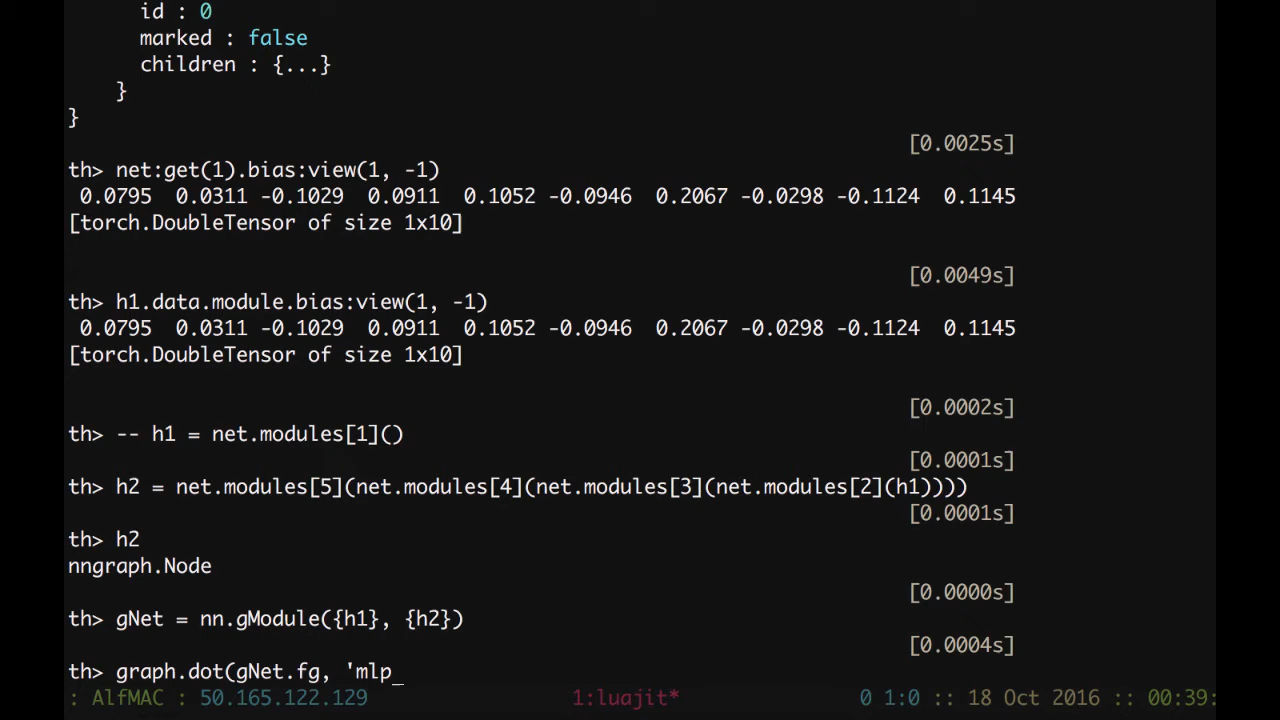 id : 0
marked : false
children : {...}
}
}
[0.0025s]
th> net:get(1).bias:view(1, -1)
0.0795 0.0311 -0.1029 0.0911 0.1052 -0.0946 0.2067 -0.0298 -0.1124 0.1145
[torch.DoubleTensor of size 1x10]
[0.0049s]
th> h1.data.module.bias:view(1, -1)
0.0795 0.0311 -0.1029 0.0911 0.1052 -0.0946 0.2067 -0.0298 -0.1124 0.1145
[torch.DoubleTensor of size 1x10]
[0.0002s]
th> -- h1 = net.modules[1]()
[0.0001s]
th> h2 = net.modules[5](net.modules[4](net.modules[3](net.modules[2](h1))))
[0.0001s]
th> h2
nngraph.Node
[0.0000s]
th> gNet = nn.gModule({h1}, {h2})
[0.0004s]
th> graph.dot(gNet.fg, 'mlp_
: AlfMAC : 50.165.122.129 1:luajit* 0 1:0 :: 18 Oct 2016 :: 00:39: